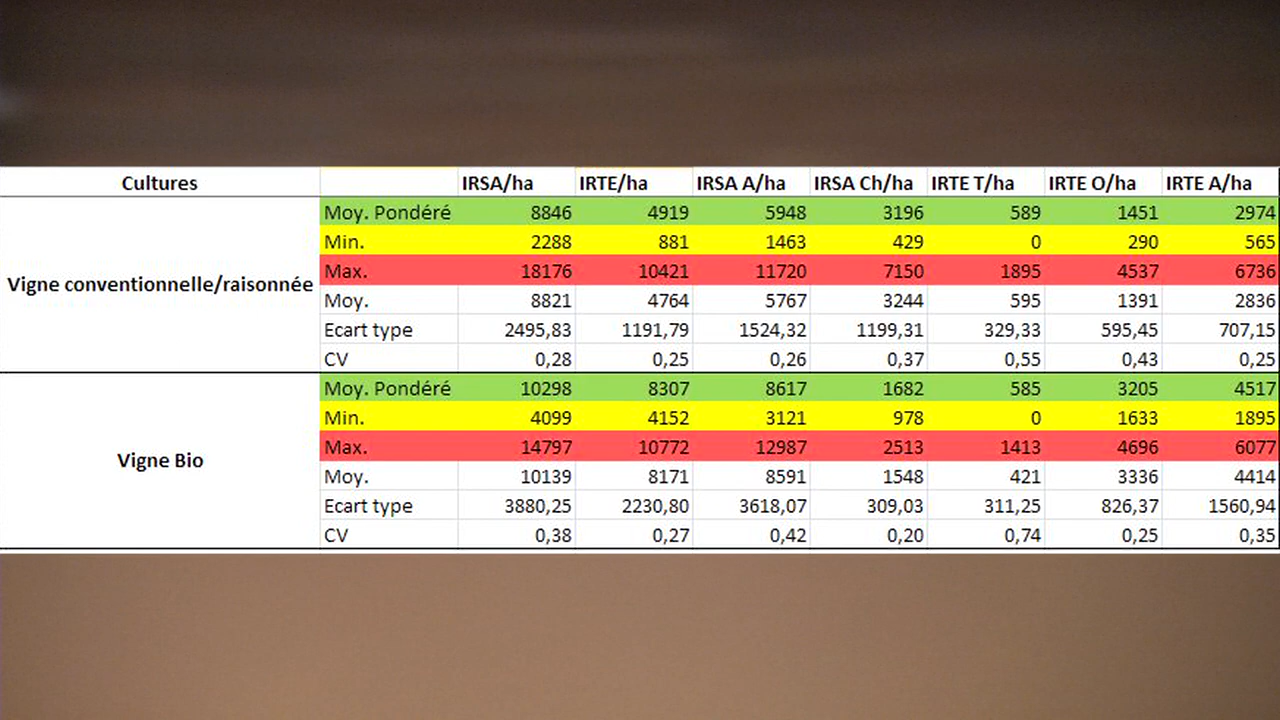 Cultures IRSA/ha IRTE/ha IRSA A/ha IRSA Ch/ha IRTE T/ha IRTE O/ha IRTE A/ha
Vigne conventionnelle/raisonnée
Moy. Pondéré 8846 4919 5948 3196 589 1451 2974
Min. 2288 881 1463 429 0 290 565
Max. 18176 10421 11720 7150 1895 4537 6736
Moy. 8821 4764 5767 3244 595 1391 2836
Ecart type 2495,83 1191,79 1524,32 1199,31 329,33 595,45 707,15
CV 0,28 0,25 0,26 0,37 0,55 0,43 0,25
Vigne Bio
Moy. Pondéré 10298 8307 8617 1682 585 3205 4517
Min. 4099 4152 3121 978 0 1633 1895
Max. 14797 10772 12987 2513 1413 4696 6077
Moy. 10139 8171 8591 1548 421 3336 4414
Ecart type 3880,25 2230,80 3618,07 309,03 311,25 826,37 1560,94
CV 0,38 0,27 0,42 0,20 0,74 0,25 0,35